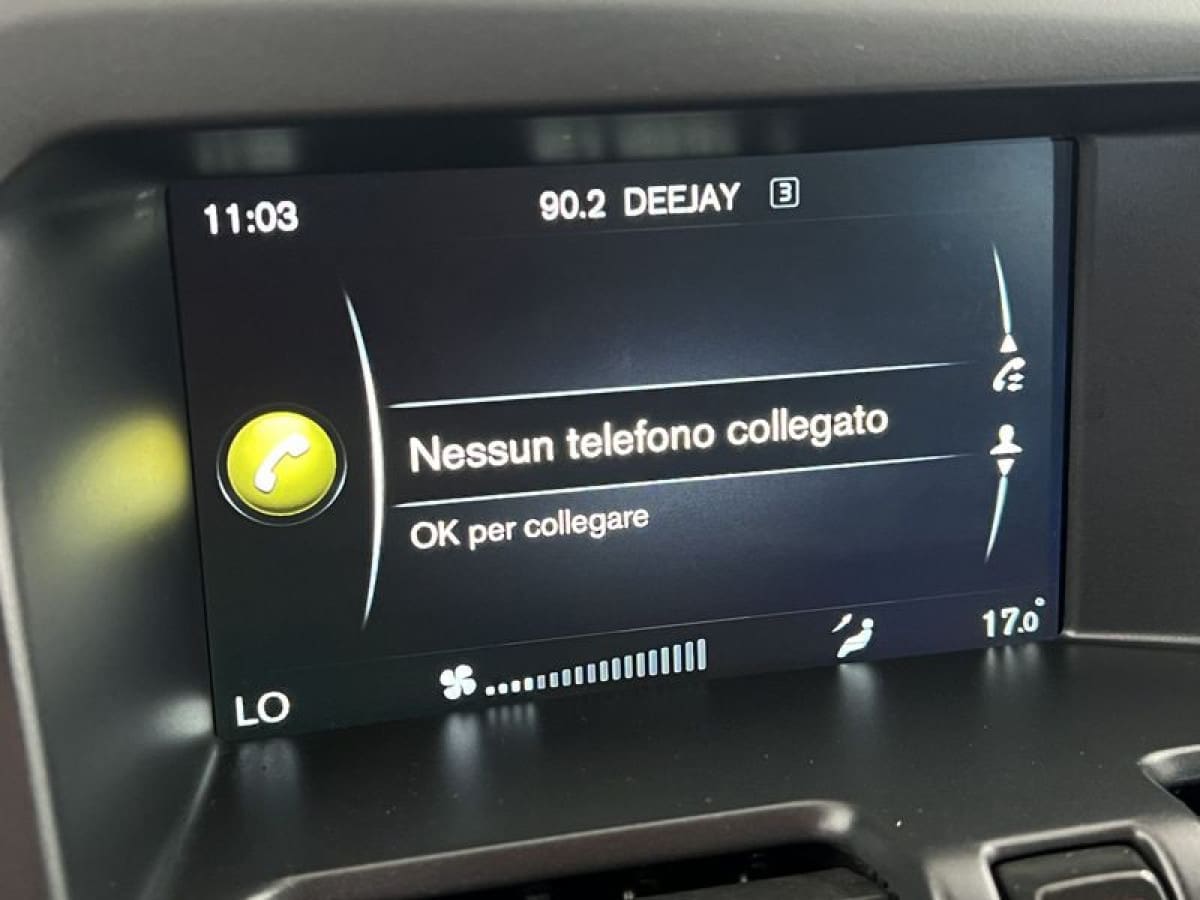 11:03
90.2 DEEJAY 3
Nessun telefono collegato
OK per collegare
LO
17.0°